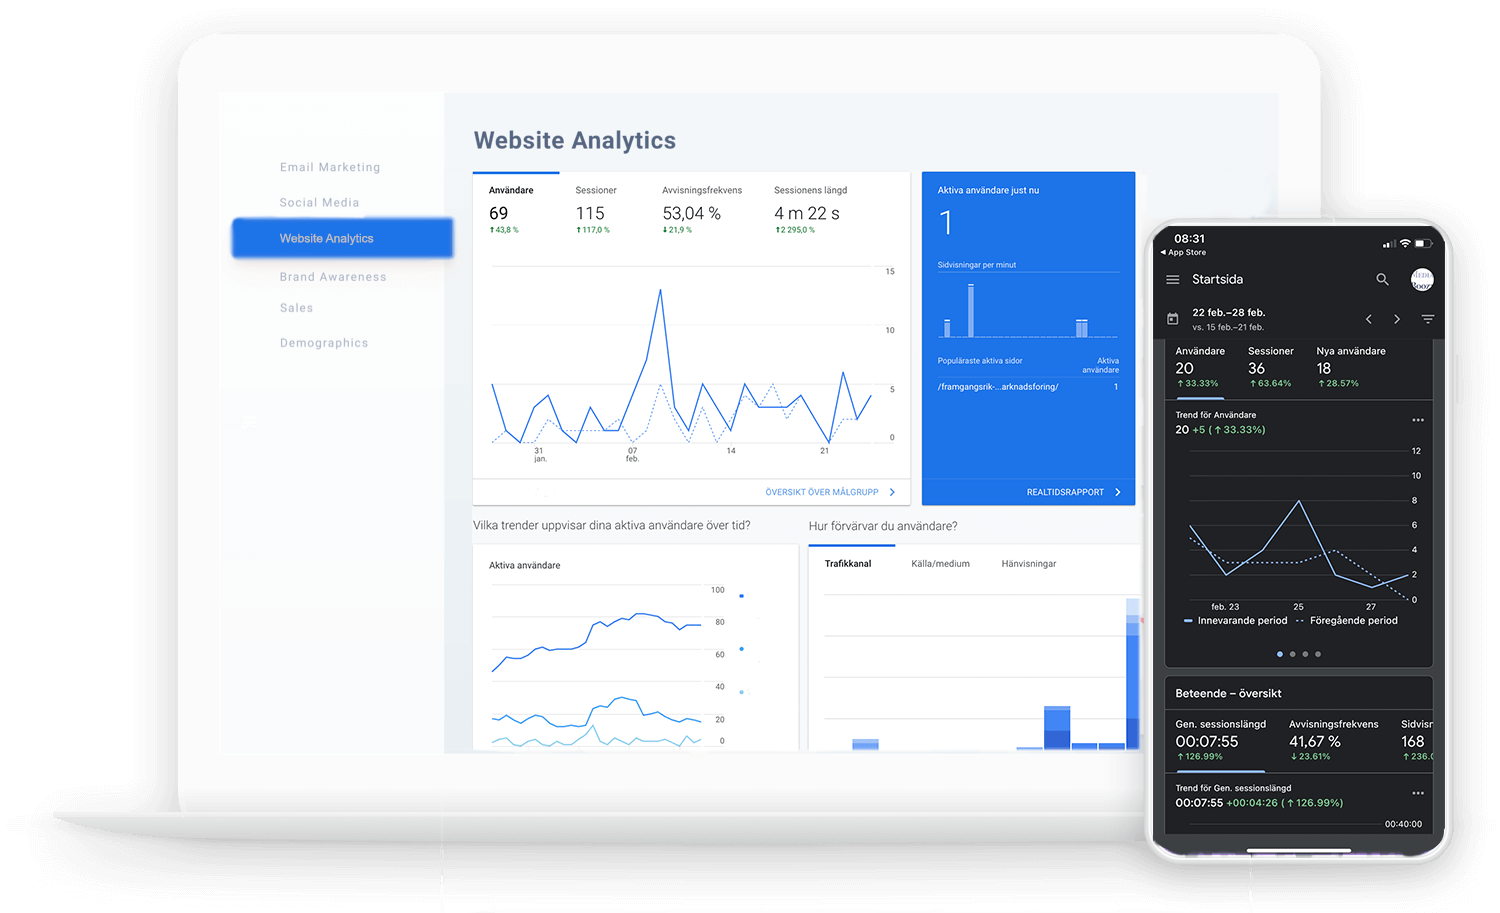 Website Analytics
Email Marketing
Social Media
Website Analytics
Brand Awareness
Sales
Demographics
Användare
69
↑43,8 %
Sessioner
115
↑117,0 %
Avvisningsfrekvens
53,04 %
↓21,9 %
Sessionens längd
4 m 22 s
↑2 295,0 %
15
10
5
0
31
jan.
07
feb.
14
21
ÖVERSIKT ÖVER MÅLGRUPP
Aktiva användare just nu
1
Sidvisningar per minut
Populäraste aktiva sidor
Aktiva
användare
/framgangsrik-...arknadsforing/ 1
REALTIDSRAPPORT
Vilka trender uppvisar dina aktiva användare över tid?
Aktiva användare
100
80
60
40
20
0
Hur förvärvar du användare?
Trafikkanal Källa/medium Hänvisningar
08:31
◀ App Store
Startsida
22 feb.–28 feb.
vs. 15 feb.–21 feb.
Användare Sessioner Nya användare
20 36 18
↑33.33% ↑63.64% ↑28.57%
Trend för Användare
20 +5 (↑33.33%)
12
10
8
6
4
2
0
feb. 23 25 27
Innevarande period Föregående period
Beteende – översikt
Gen. sessionslängd Avvisningsfrekvens Sidvisr
00:07:55 41,67 % 168
↑126.99% ↓23.61% ↑236.0
Trend för Gen. sessionslängd
00:07:55 +00:04:26 (↑126.99%)
00:40:00